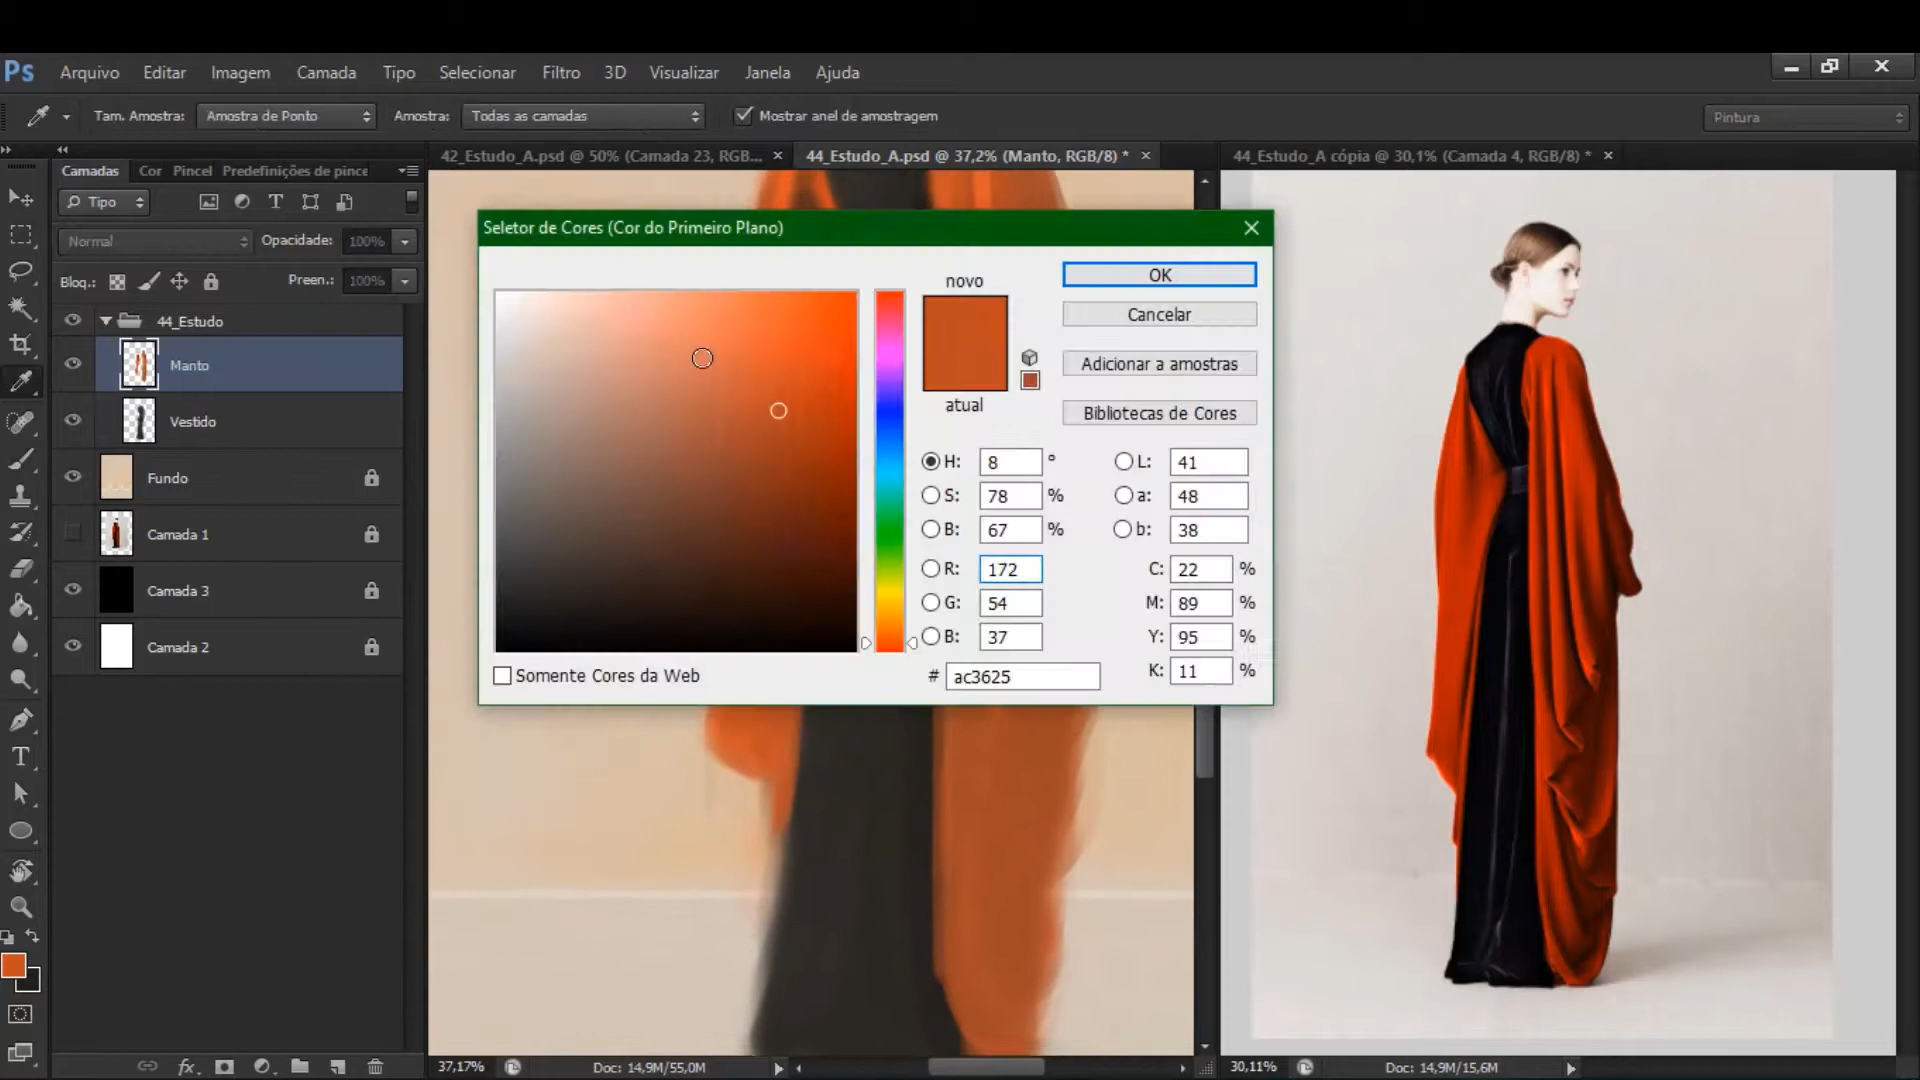 Ps Arquivo Editar Imagem Camada Tipo Selecionar Filtro 3D Visualizar Janela Ajuda
Tam. Amostra: Amostra de Ponto Amostra: Todas as camadas Mostrar anel de amostragem Pintura
Camadas Cor Pincel Predefinições de pince
42_Estudo_A.psd @ 50% (Camada 23, RGB... × 44_Estudo_A.psd @ 37,2% (Manto, RGB/8) * × 44_Estudo_A cópia @ 30,1% (Camada 4, RGB/8) * ×
Tipo
Normal Opacidade: 100%
Bloq.: Preen.: 100%
44_Estudo
Manto
Vestido
Fundo
Camada 1
Camada 3
Camada 2
Seletor de Cores (Cor do Primeiro Plano)
novo
atual
OK
Cancelar
Adicionar a amostras
Bibliotecas de Cores
H: 8 ° L: 41
S: 78 % a: 48
B: 67 % b: 38
R: 172 C: 22 %
G: 54 M: 89 %
B: 37 Y: 95 %
# ac3625 K: 11 %
Somente Cores da Web
fx
37,17% Doc: 14,9M/55,0M
30,11% Doc: 14,9M/15,6M